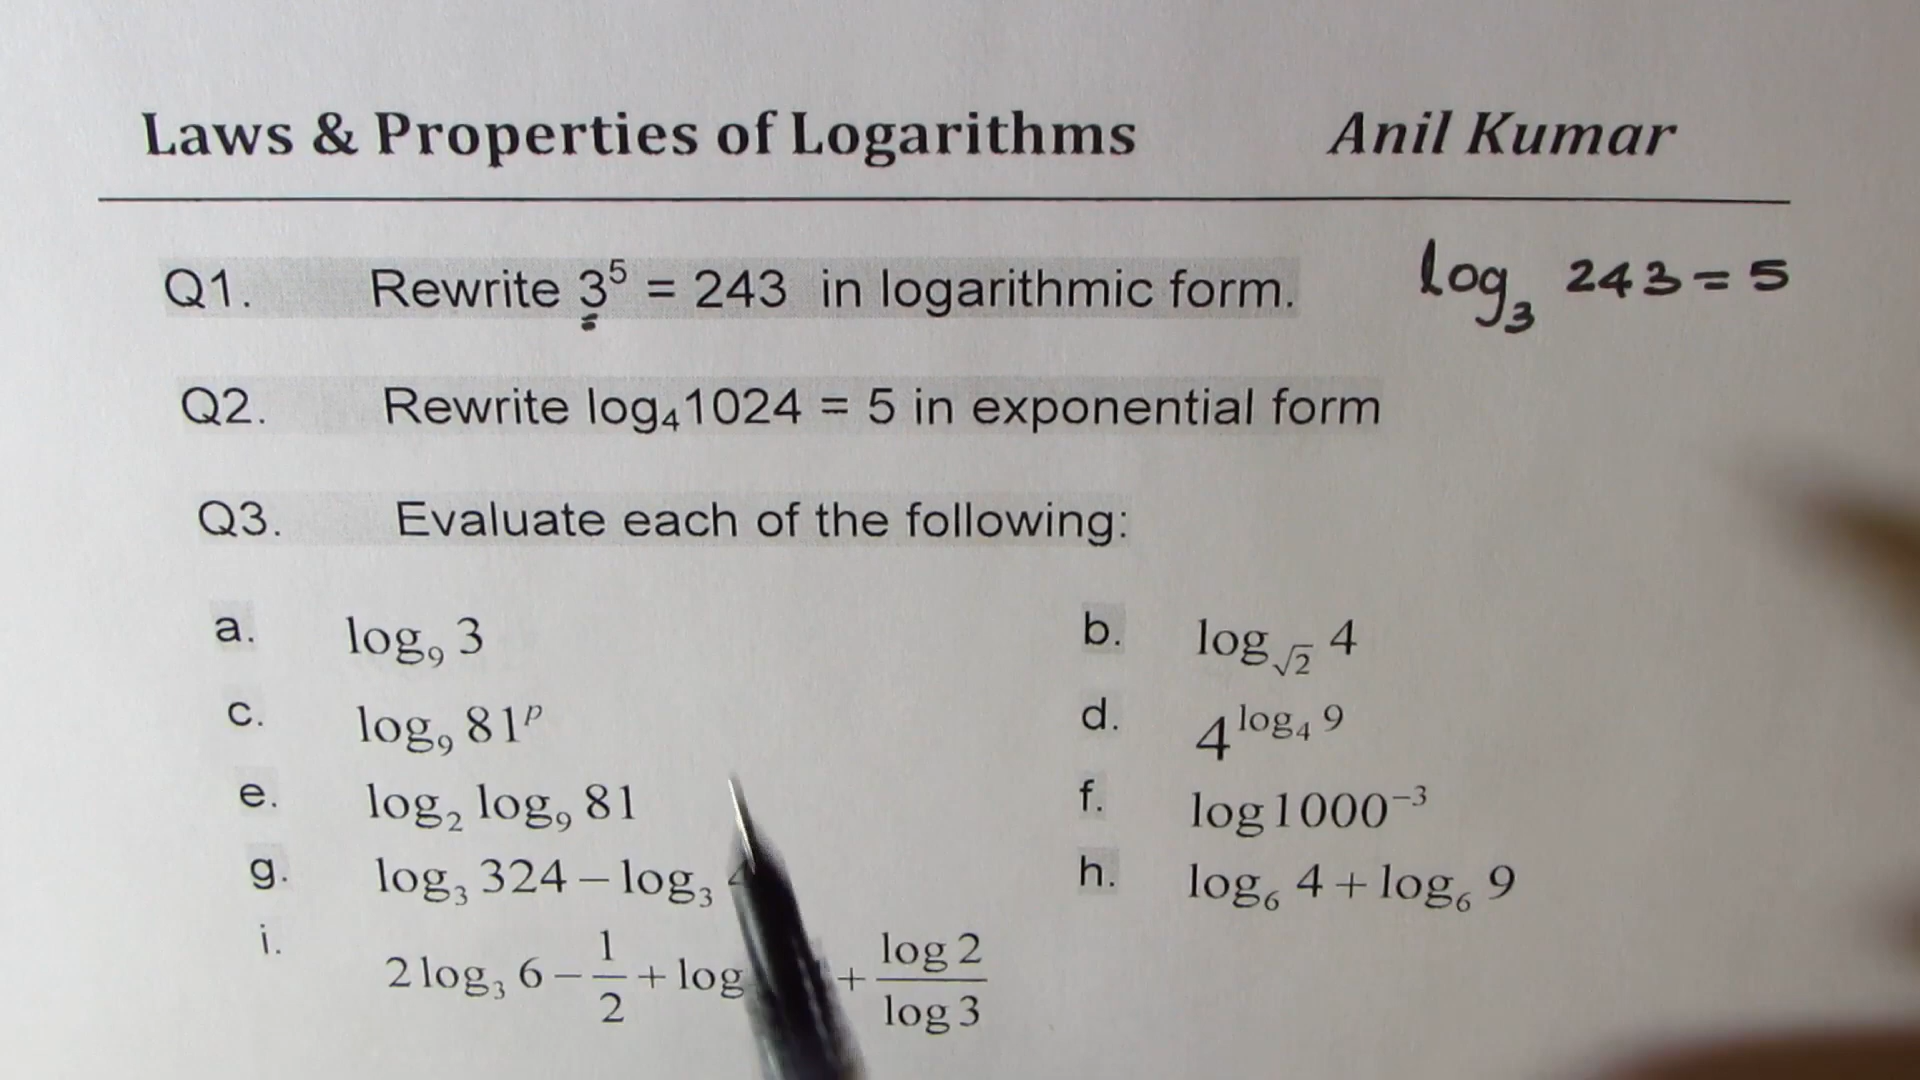 Laws & Properties of Logarithms Anil Kumar
Q1. Rewrite 3⁵ = 243 in logarithmic form. log₃ 243 = 5
Q2. Rewrite log₄1024 = 5 in exponential form
Q3. Evaluate each of the following:
a. log₉ 3 b. log_√2 4
c. log₉ 81ᵖ d. 4^(log₄ 9)
e. log₂ log₉ 81 f. log 1000⁻³
g. log₃ 324 − log₃ h. log₆ 4 + log₆ 9
i. 2 log₃ 6 − 1/2 + log + log 2 / log 3